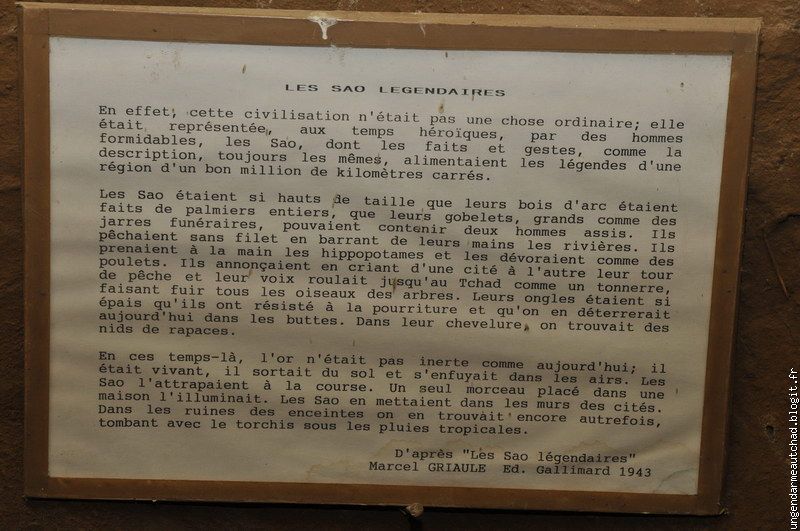 LES SAO LEGENDAIRES
En effet, cette civilisation n'était pas une chose ordinaire; elle
était représentée, aux temps héroïques, par des hommes
formidables, les Sao, dont les faits et gestes, comme la
description, toujours les mêmes, alimentaient les légendes d'une
région d'un bon million de kilomètres carrés.
Les Sao étaient si hauts de taille que leurs bois d'arc étaient
faits de palmiers entiers, que leurs gobelets, grands comme des
jarres funéraires, pouvaient contenir deux hommes assis. Ils
pêchaient sans filet en barrant de leurs mains les rivières. Ils
prenaient à la main les hippopotames et les dévoraient comme des
poulets. Ils annonçaient en criant d'une cité à l'autre leur tour
de pêche et leur voix roulait jusqu'au Tchad comme un tonnerre,
faisant fuir tous les oiseaux des arbres. Leurs ongles étaient si
épais qu'ils ont résisté à la pourriture et qu'on en déterrerait
aujourd'hui dans les buttes. Dans leur chevelure, on trouvait des
nids de rapaces.
En ces temps-là, l'or n'était pas inerte comme aujourd'hui; il
était vivant, il sortait du sol et s'enfuyait dans les airs. Les
Sao l'attrapaient à la course. Un seul morceau placé dans une
maison l'illuminait. Les Sao en mettaient dans les murs des cités.
Dans les ruines des enceintes on en trouvait encore autrefois,
tombant avec le torchis sous les pluies tropicales.
D'après "Les Sao légendaires"
Marcel GRIAULE Ed. Gallimard 1943
urgendarmeautchad.blogit.fr